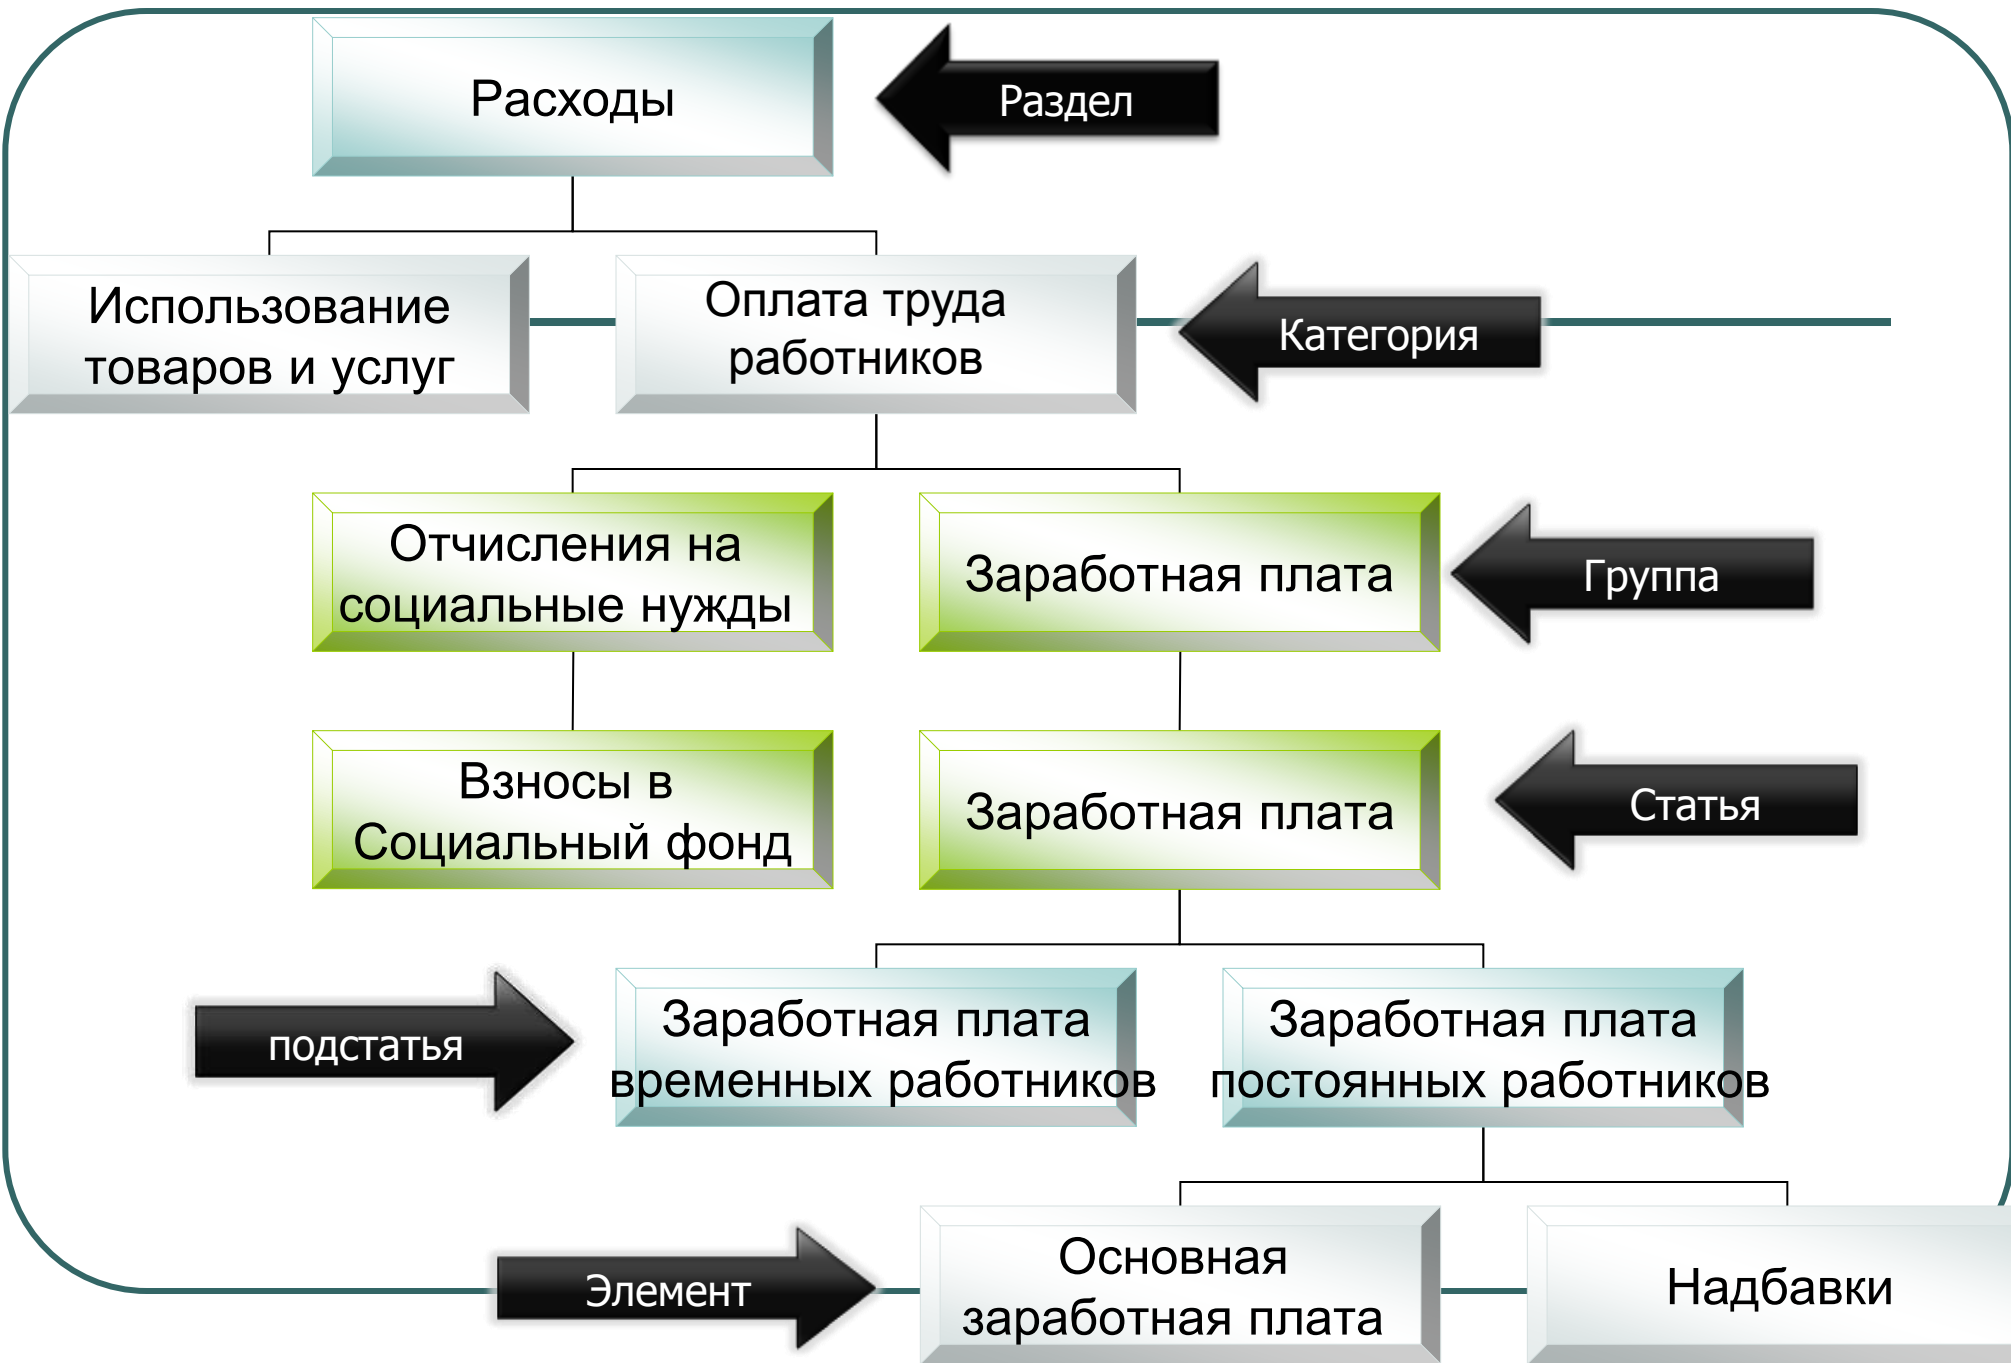 Расходы
Раздел
Использование
товаров и услуг
Оплата труда
работников
Категория
Отчисления на
социальные нужды
Заработная плата
Группа
Взносы в
Социальный фонд
Заработная плата
Статья
подстатья
Заработная плата
временных работников
Заработная плата
постоянных работников
Элемент
Основная
заработная плата
Надбавки